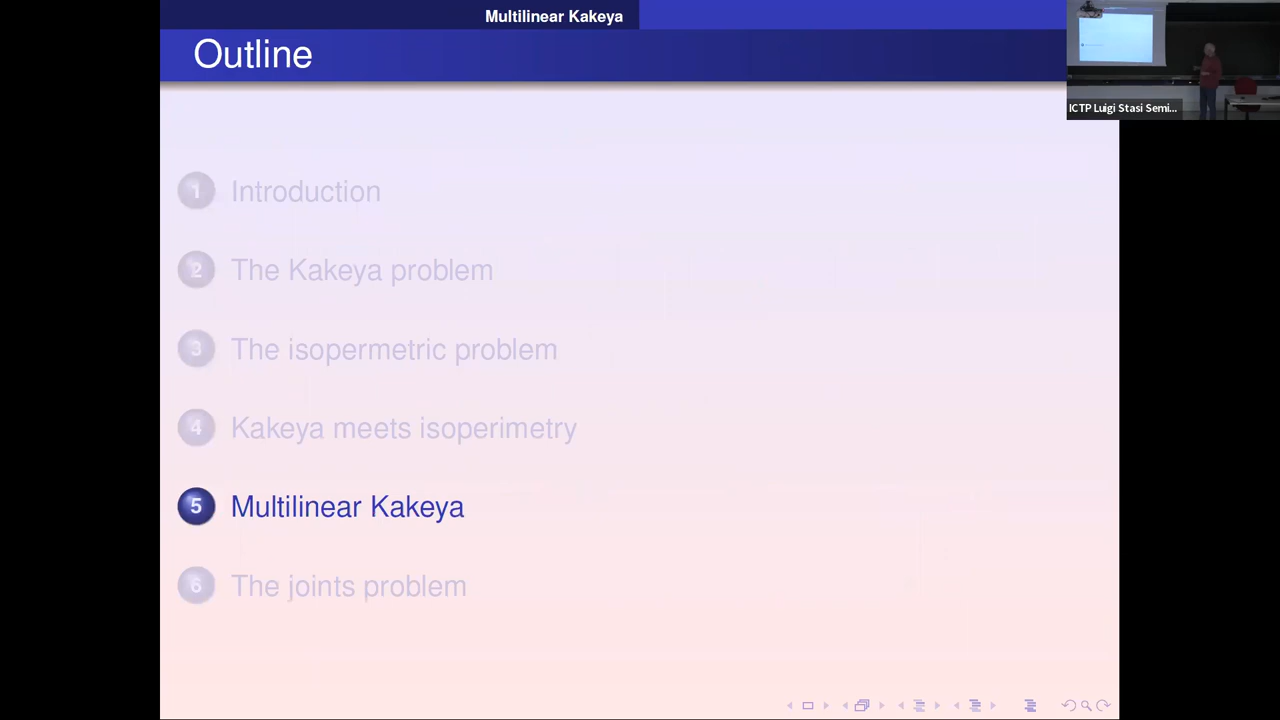 Multilinear Kakeya
Outline
ICTP Luigi Stasi Semi...
1 Introduction
2 The Kakeya problem
3 The isopermetric problem
4 Kakeya meets isoperimetry
5 Multilinear Kakeya
6 The joints problem